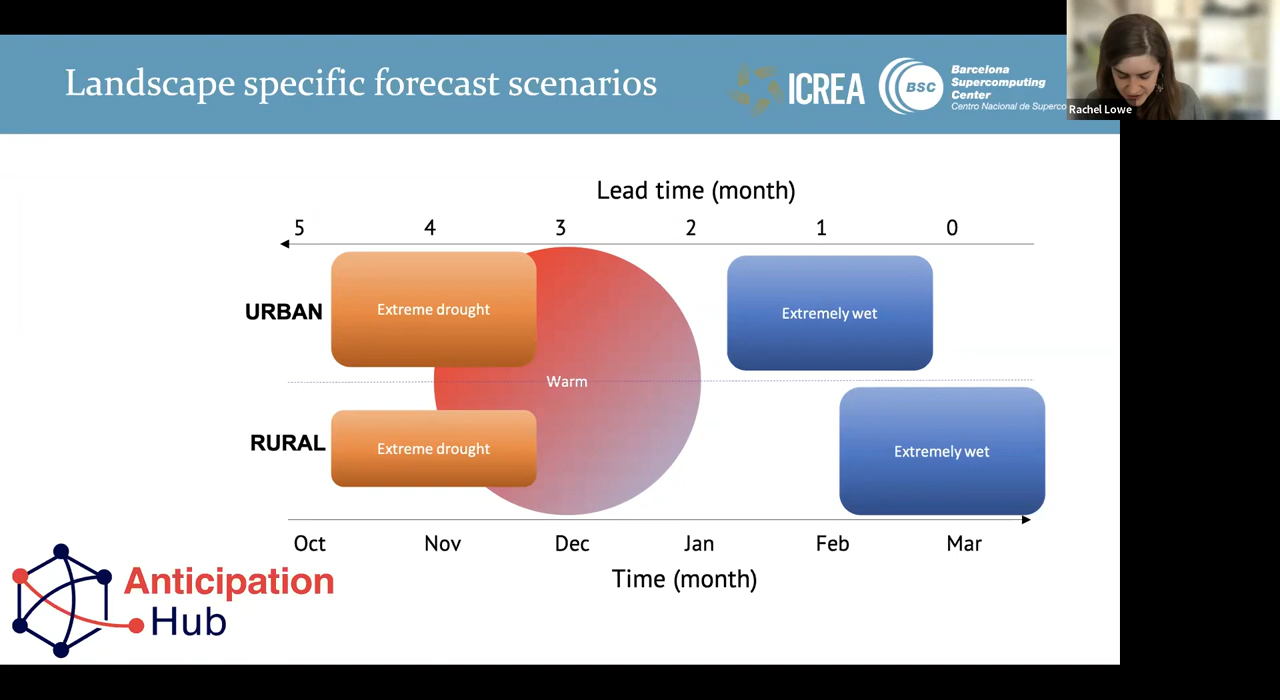 Landscape specific forecast scenarios
ICREA
BSC
Barcelona
Supercomputing
Center
Centro Nacional de Superco
Rachel Lowe
Lead time (month)
5 4 3 2 1 0
URBAN
Extreme drought
Extremely wet
Warm
RURAL
Extreme drought
Extremely wet
Oct Nov Dec Jan Feb Mar
Time (month)
Anticipation
Hub